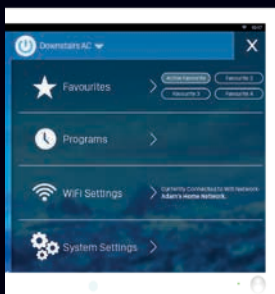 Downstairs AC
X
Favourites
Active Favourite Favourite 2
Favourite 3 Favourite 4
Programs
WiFi Settings
Currently Connected to Wifi Network:
Adam's Home Network.
System Settings